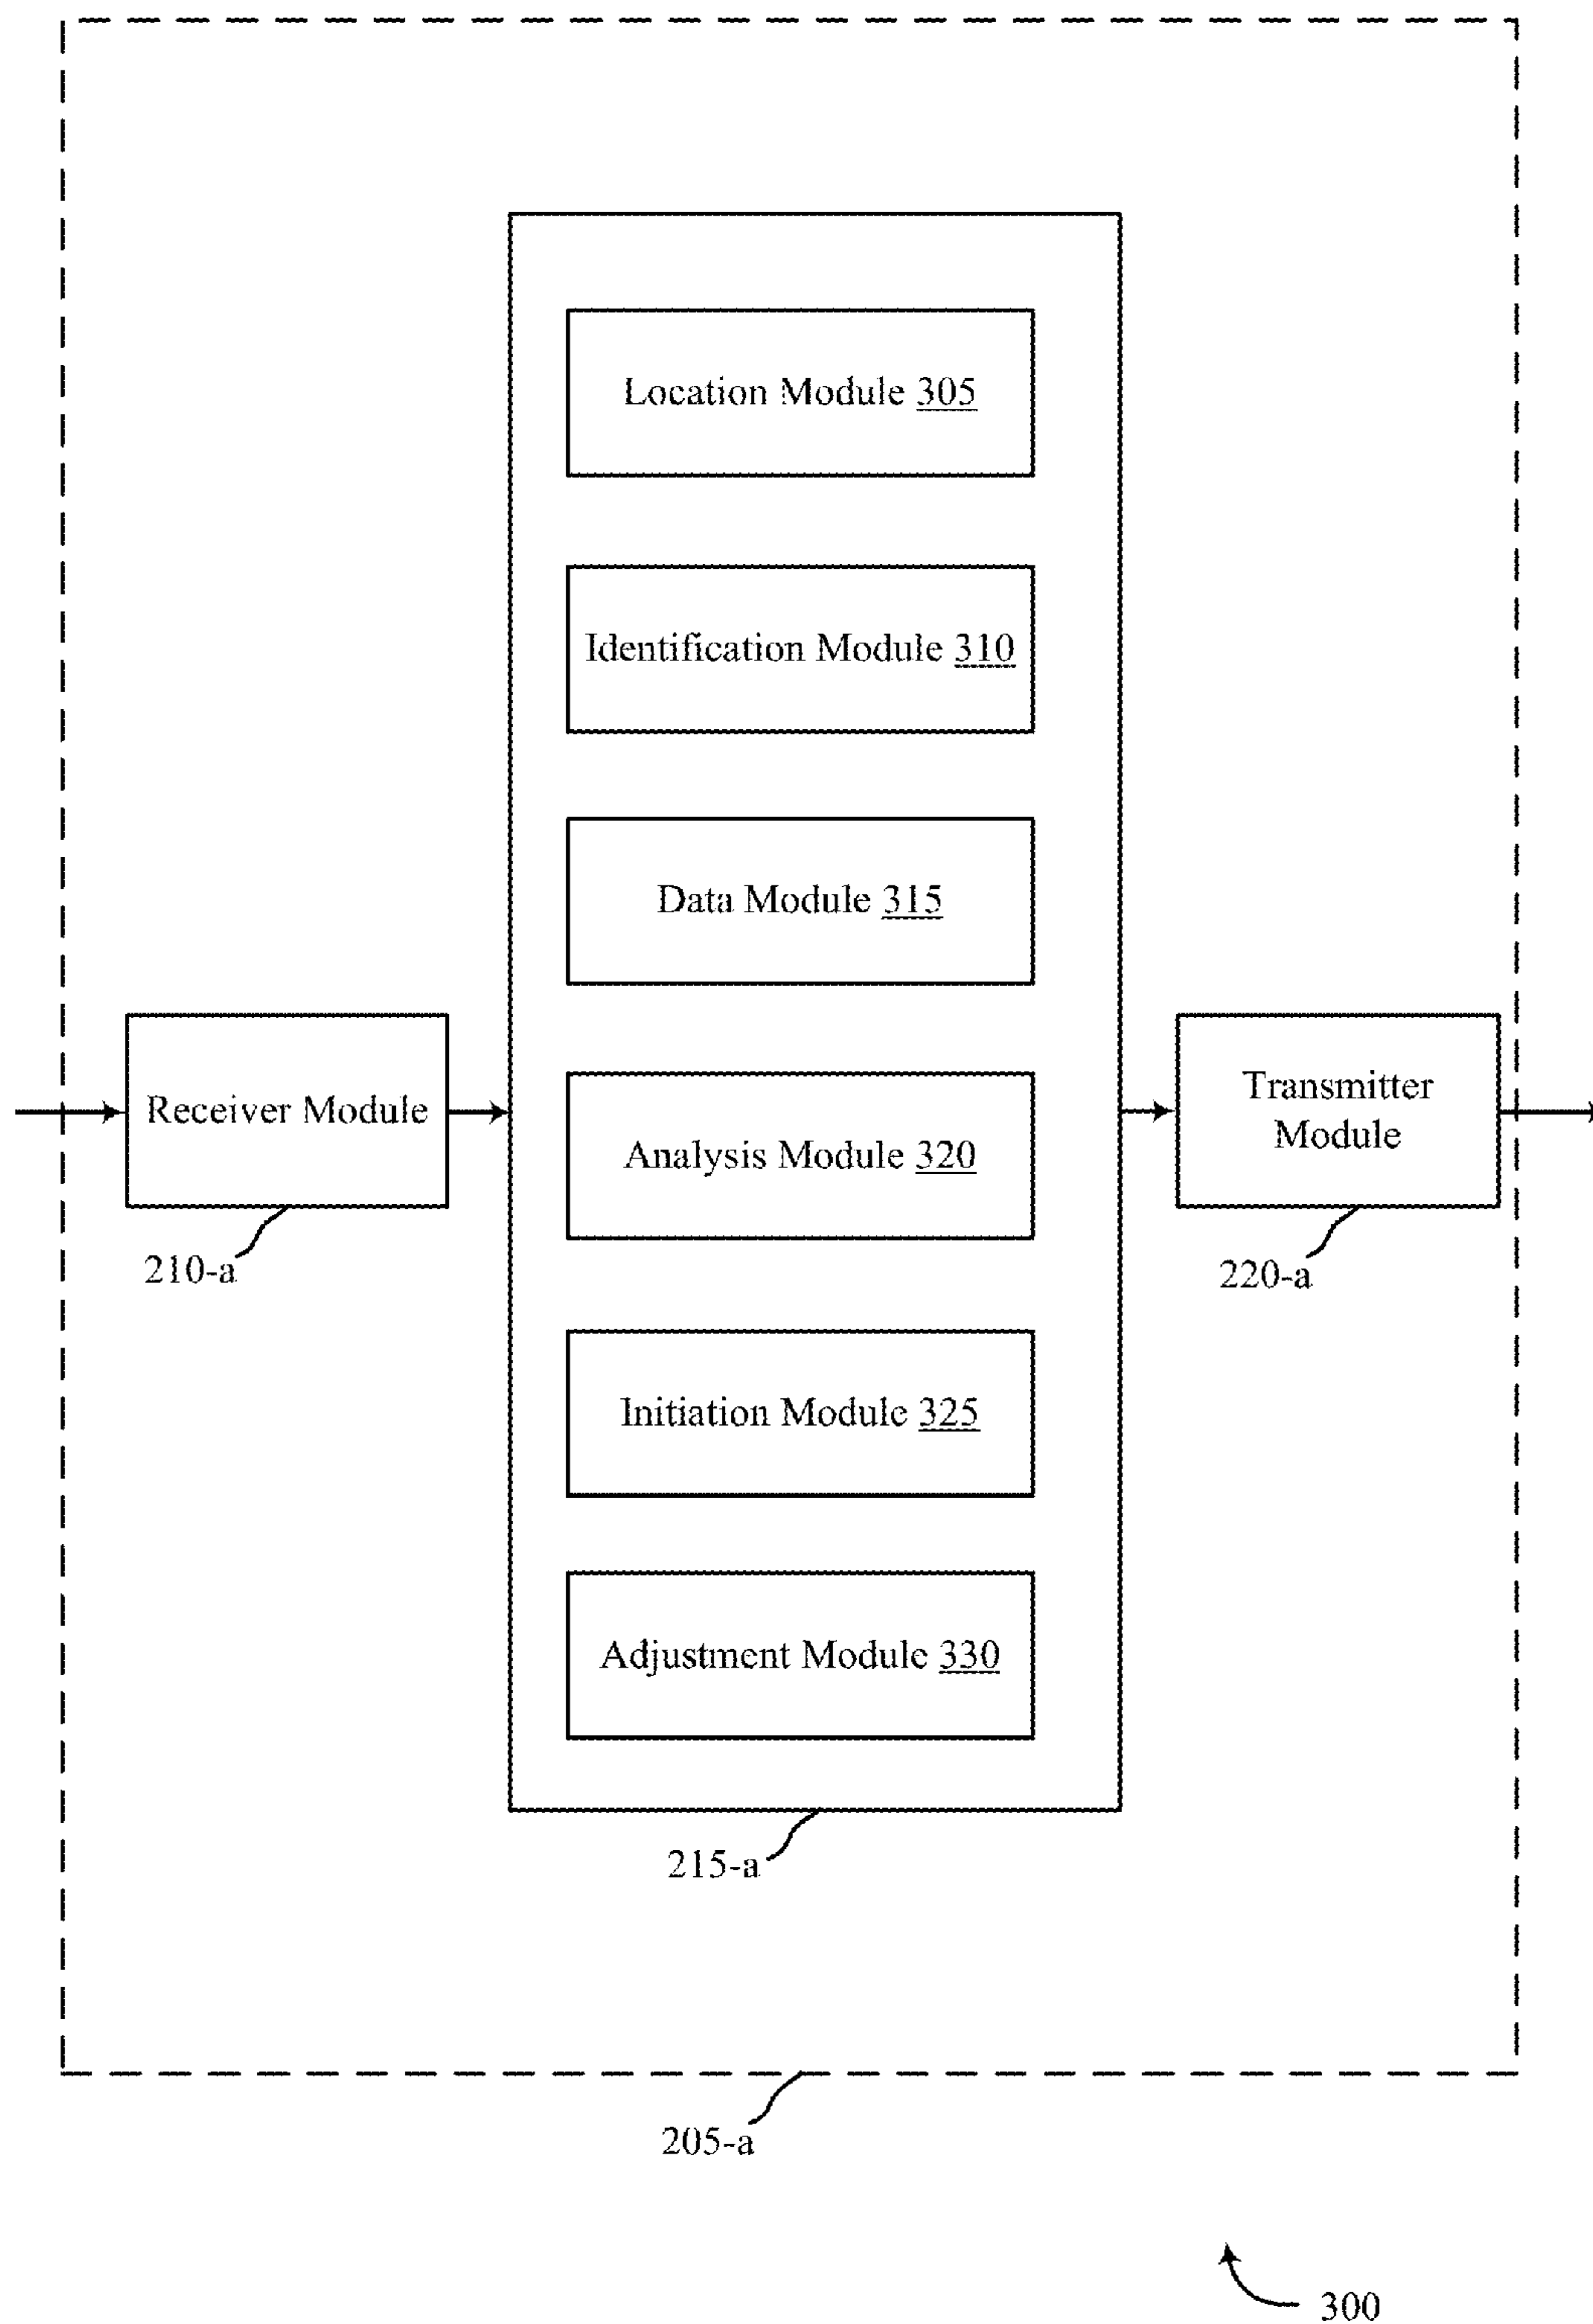 Location Module 305
Identification Module 310
Data Module 315
Receiver Module
Transmitter
Module
Analysis Module 320
210-a
220-a
Initiation Module 325
Adjustment Module 330
215-a
205-a
300